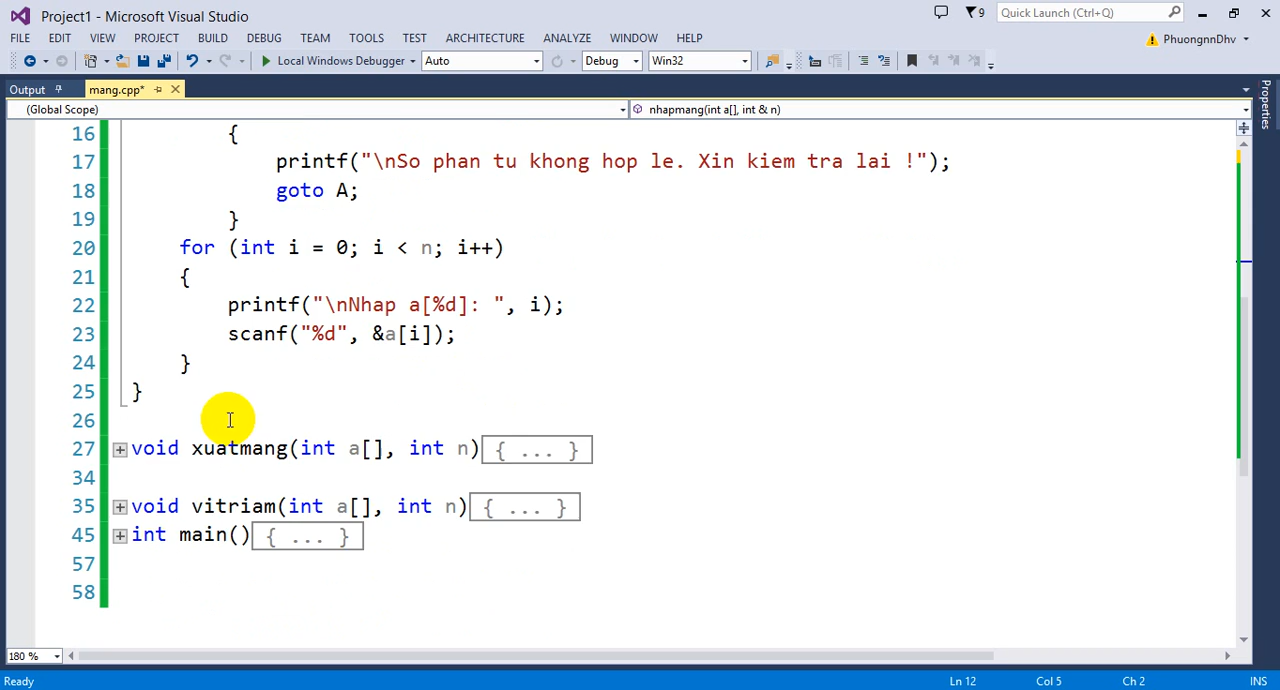 Project1 - Microsoft Visual Studio
9
Quick Launch (Ctrl+Q)
FILE EDIT VIEW PROJECT BUILD DEBUG TEAM TOOLS TEST ARCHITECTURE ANALYZE WINDOW HELP
PhuongnnDhv
Local Windows Debugger Auto Debug Win32
Output mang.cpp*
Properties
(Global Scope) nhapmang(int a[], int & n)
16 {
17 printf("\nSo phan tu khong hop le. Xin kiem tra lai !");
18 goto A;
19 }
20 for (int i = 0; i < n; i++)
21 {
22 printf("\nNhap a[%d]: ", i);
23 scanf("%d", &a[i]);
24 }
25 }
26
27 void xuatmang(int a[], int n){ ... }
34
35 void vitriam(int a[], int n){ ... }
45 int main(){ ... }
57
58
180 %
Ready Ln 12 Col 5 Ch 2 INS